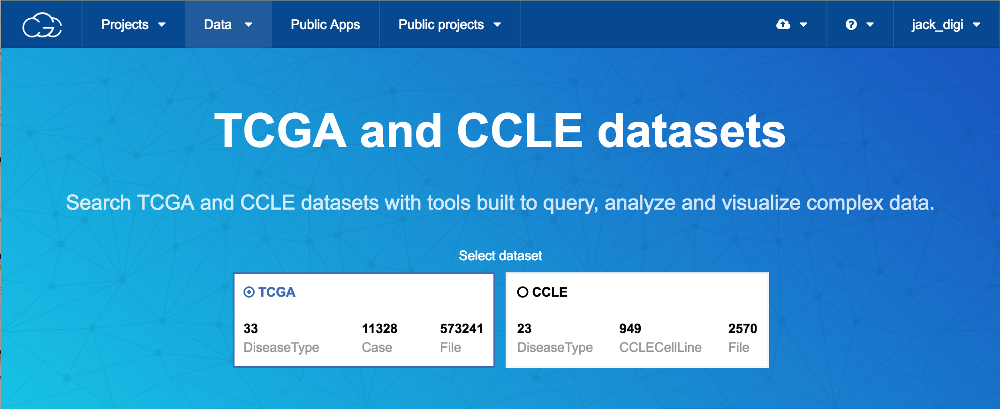 Projects Data Public Apps Public projects jack_digi
TCGA and CCLE datasets
Search TCGA and CCLE datasets with tools built to query, analyze and visualize complex data.
Select dataset
TCGA
33 11328 573241
DiseaseType Case File
CCLE
23 949 2570
DiseaseType CCLECellLine File